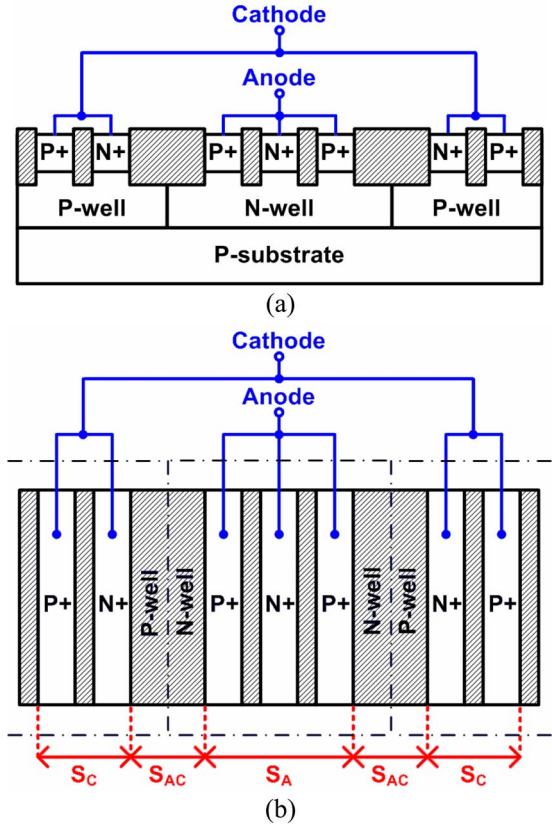 Cathode
Anode
P+ N+ P+ N+ P+ N+ P+
P-well N-well P-well
P-substrate
(a)
Cathode
Anode
P+ N+ P-well N-well P+ N+ P+ N-well P-well N+ P+
SC SAC SA SAC SC
(b)